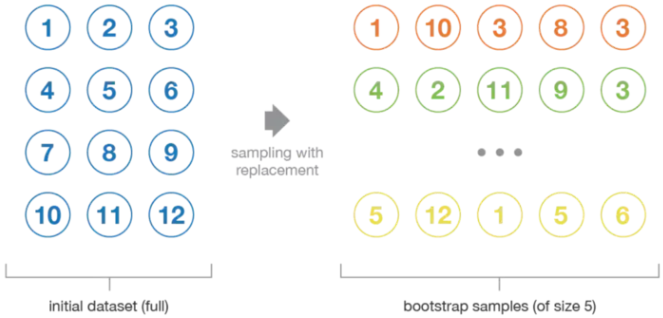 1 2 3
4 5 6
7 8 9
10 11 12
initial dataset (full)
sampling with
replacement
1 10 3 8 3
4 2 11 9 3
...
5 12 1 5 6
bootstrap samples (of size 5)